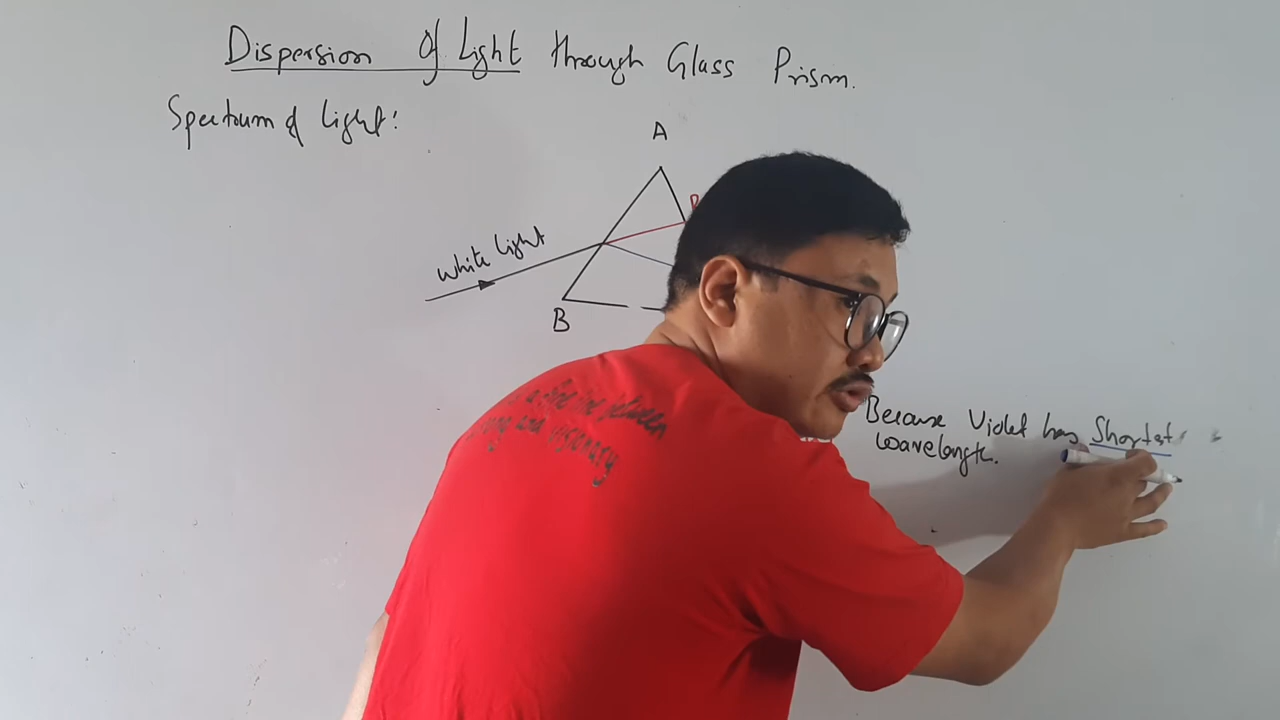 Dispersion of Light through Glass Prism.
Spectrum of Light:
A
White light
B
Because Violet has Shortest
wavelength.